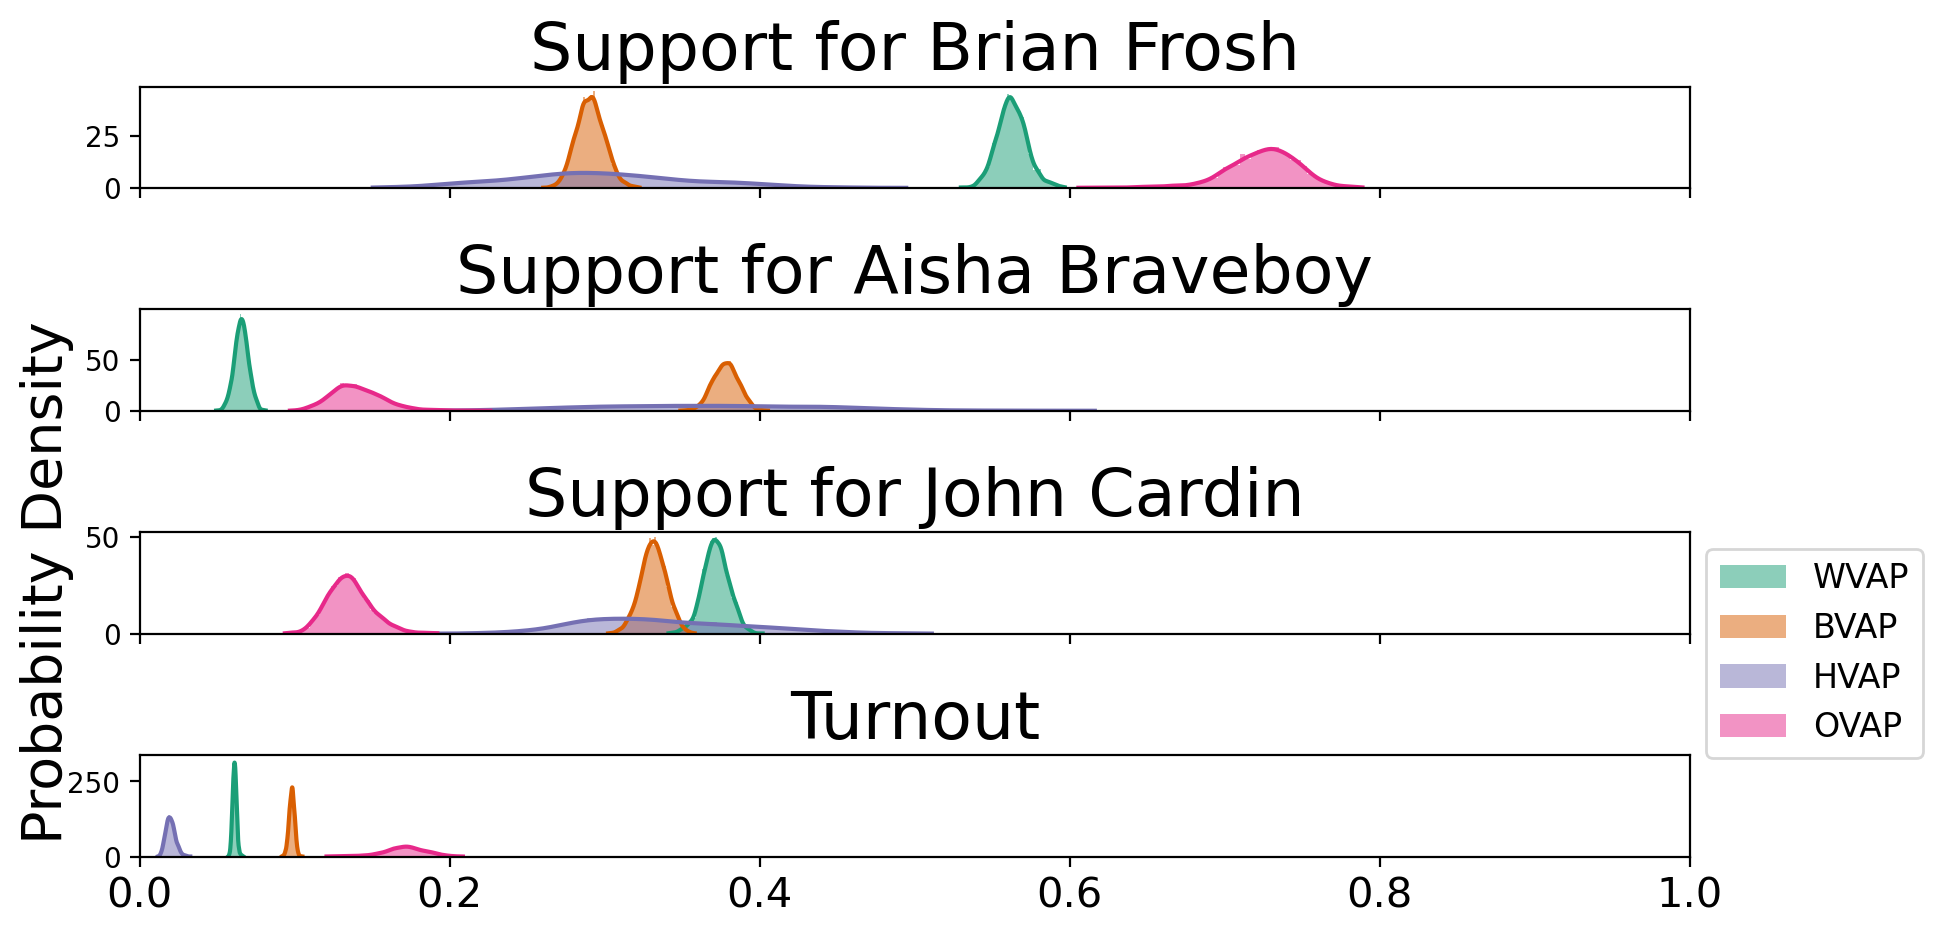 Support for Brian Frosh
25
0
Support for Aisha Braveboy
50
0
Support for John Cardin
50
0
Turnout
250
0
0.0 0.2 0.4 0.6 0.8 1.0
Probability Density
WVAP
BVAP
HVAP
OVAP